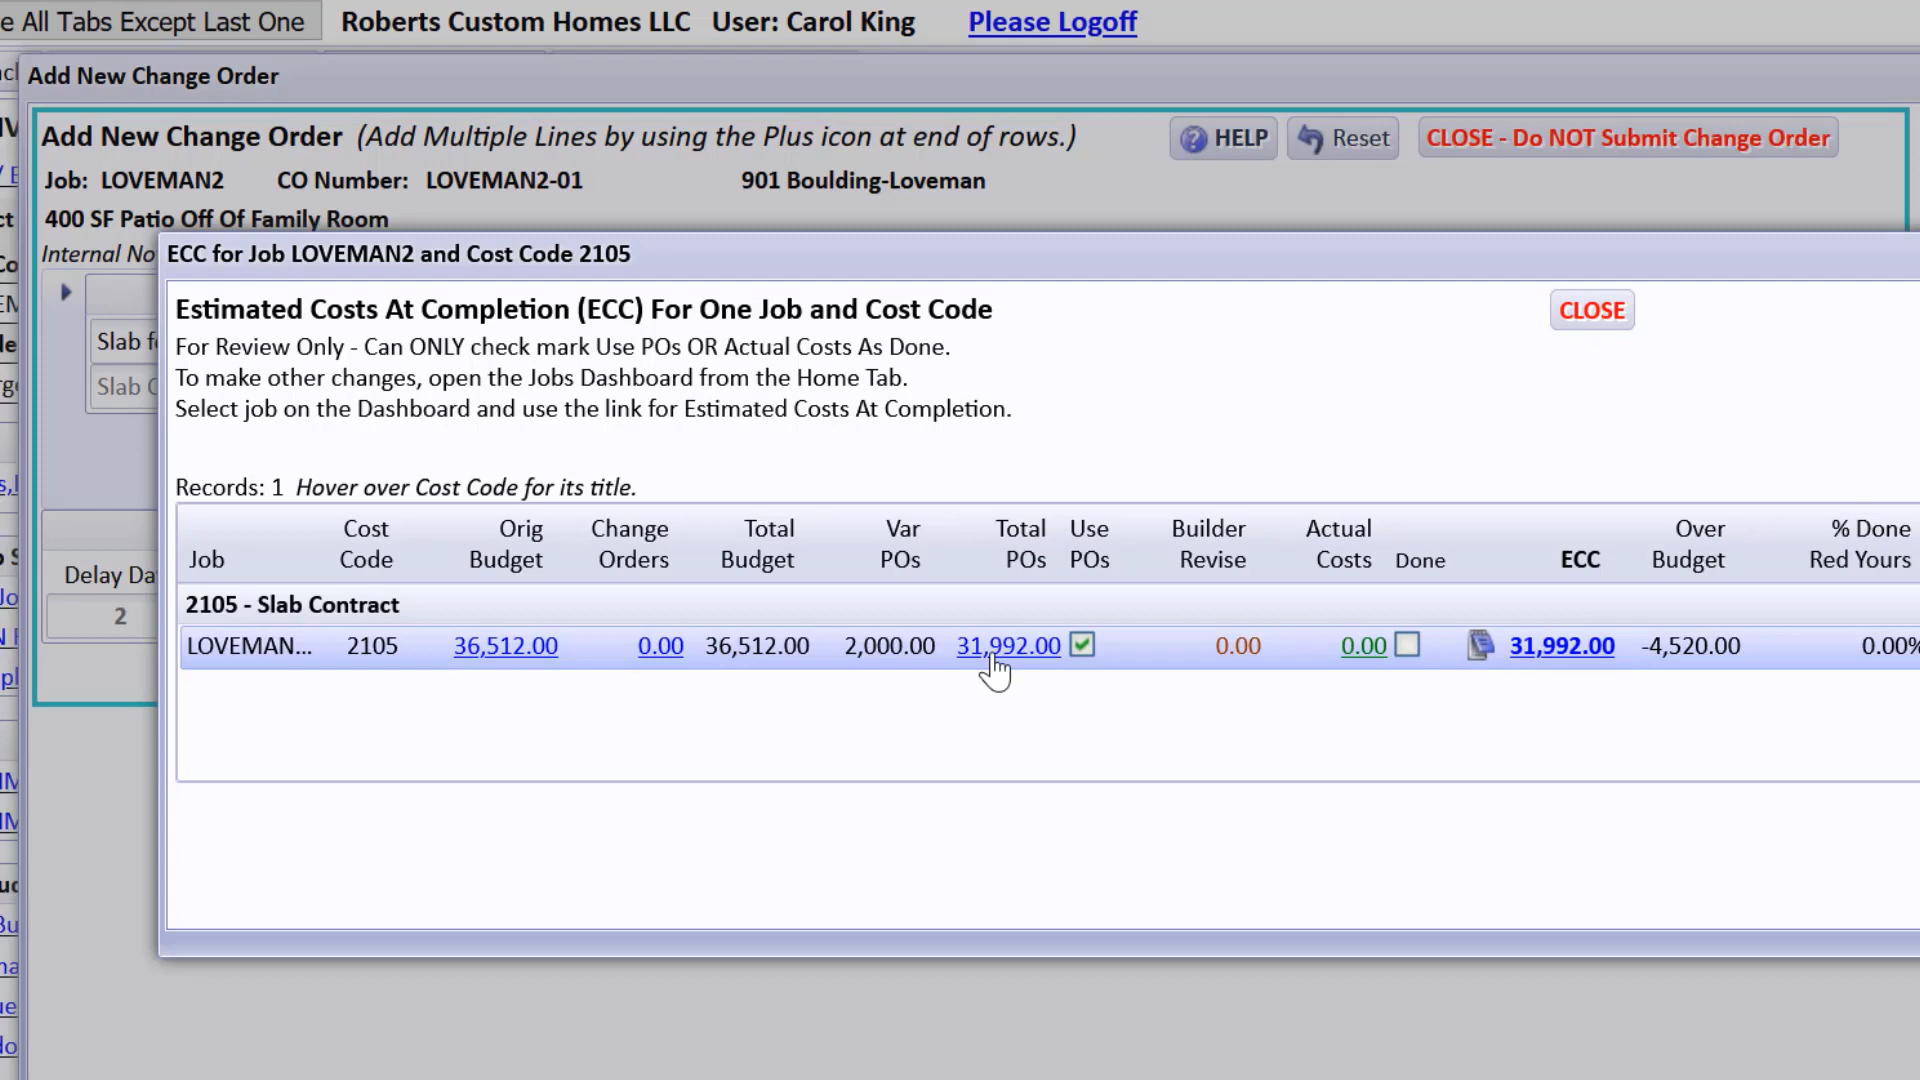 e All Tabs Except Last One Roberts Custom Homes LLC User: Carol King Please Logoff
Add New Change Order
Add New Change Order (Add Multiple Lines by using the Plus icon at end of rows.) HELP Reset CLOSE - Do NOT Submit Change Order
Job: LOVEMAN2 CO Number: LOVEMAN2-01 901 Boulding-Loveman
400 SF Patio Off Of Family Room
Internal No
ECC for Job LOVEMAN2 and Cost Code 2105
Estimated Costs At Completion (ECC) For One Job and Cost Code CLOSE
For Review Only - Can ONLY check mark Use POs OR Actual Costs As Done.
Slab f
To make other changes, open the Jobs Dashboard from the Home Tab.
Slab C
Select job on the Dashboard and use the link for Estimated Costs At Completion.
Records: 1 Hover over Cost Code for its title.
Job Cost Code Orig Budget Change Orders Total Budget Var POs Total POs Use POs Builder Revise Actual Costs Done ECC Over Budget % Done Red Yours
Delay Da
2105 - Slab Contract
2
LOVEMAN... 2105 36,512.00 0.00 36,512.00 2,000.00 31,992.00 0.00 0.00 31,992.00 -4,520.00 0.00%